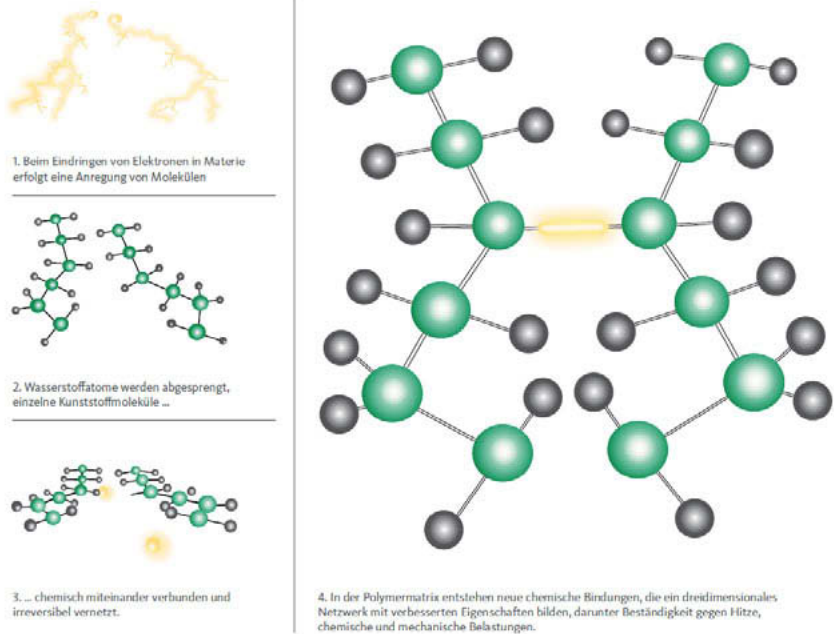 1. Beim Eindringen von Elektronen in Materie
erfolgt eine Anregung von Molekülen
2. Wasserstoffatome werden abgesprengt,
einzelne Kunststoffmoleküle ...
3. ... chemisch miteinander verbunden und
irreversibel vernetzt.
4. In der Polymermatrix entstehen neue chemische Bindungen, die ein dreidimensionales
Netzwerk mit verbesserten Eigenschaften bilden, darunter Beständigkeit gegen Hitze,
chemische und mechanische Belastungen.